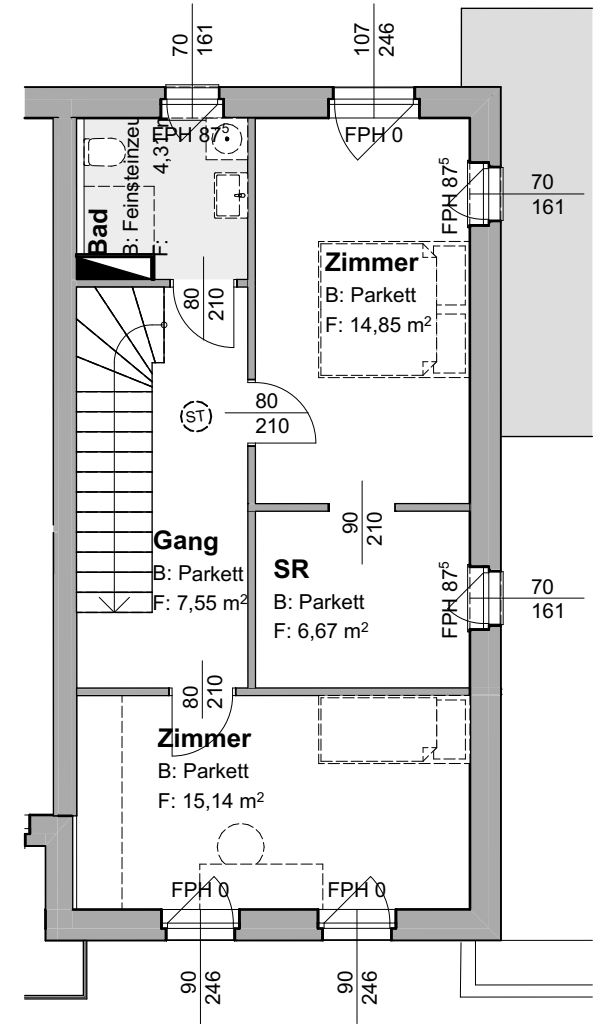 70
161
107
246
FPH 87⁵
FPH 0
Bad
B: Feinsteinzeu
F: 4,31
FPH 87⁵
70
161
Zimmer
B: Parkett
F: 14,85 m²
80
210
80
210
ST
90
210
Gang
B: Parkett
F: 7,55 m²
SR
B: Parkett
F: 6,67 m²
FPH 87⁵
70
161
80
210
Zimmer
B: Parkett
F: 15,14 m²
FPH 0
FPH 0
90
246
90
246